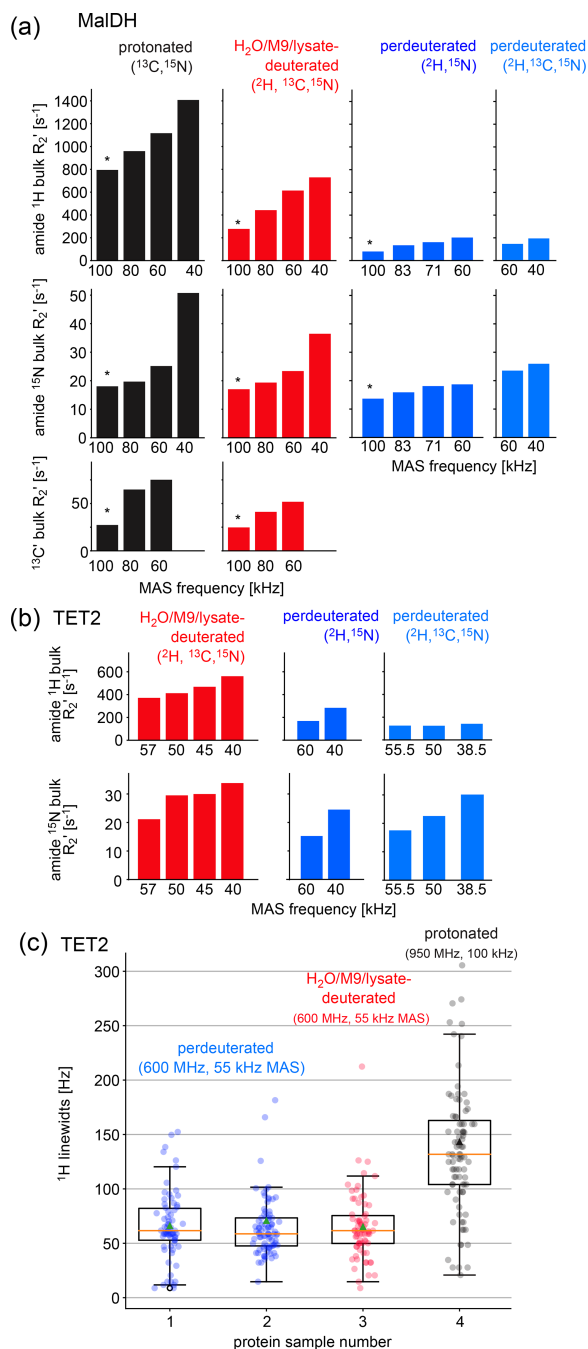 (a) MalDH
protonated
(¹³C,¹⁵N)
H₂O/M9/lysate-
deuterated
(²H, ¹³C,¹⁵N)
perdeuterated
(²H,¹⁵N)
perdeuterated
(²H,¹³C,¹⁵N)
amide ¹H bulk R₂' [s⁻¹]
1400
1200
1000
800
600
400
200
0
*
100 80 60 40
*
100 80 60 40
*
100 83 71 60
60 40
amide ¹⁵N bulk R₂' [s⁻¹]
50
40
30
20
10
0
*
100 80 60 40
*
100 80 60 40
*
100 83 71 60
60 40
MAS frequency [kHz]
¹³C' bulk R₂' [s⁻¹]
50
0
*
100 80 60
*
100 80 60
MAS frequency [kHz]
(b) TET2
H₂O/M9/lysate-
deuterated
(²H, ¹³C,¹⁵N)
perdeuterated
(²H,¹⁵N)
perdeuterated
(²H,¹³C,¹⁵N)
amide ¹H bulk
R₂' [s⁻¹]
600
400
200
0
57 50 45 40
60 40
55.5 50 38.5
amide ¹⁵N bulk
R₂' [s⁻¹]
30
20
10
0
57 50 45 40
60 40
55.5 50 38.5
MAS frequency [kHz]
(c) TET2
protonated
(950 MHz, 100 kHz)
H₂O/M9/lysate-
deuterated
(600 MHz, 55 kHz MAS)
perdeuterated
(600 MHz, 55 kHz MAS)
¹H linewidts [Hz]
300
250
200
150
100
50
0
1 2 3 4
protein sample number